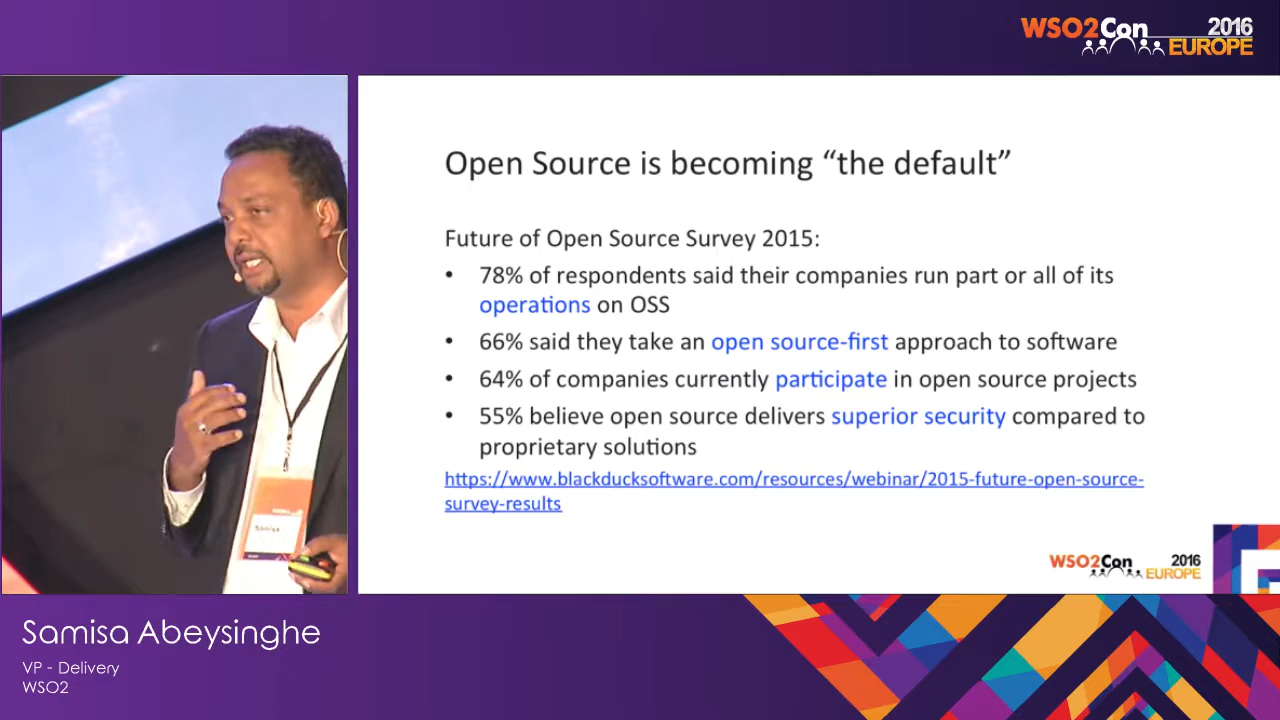 WSO2Con 2016
EUROPE
Open Source is becoming “the default”
Future of Open Source Survey 2015:
• 78% of respondents said their companies run part or all of its
operations on OSS
• 66% said they take an open source-first approach to software
• 64% of companies currently participate in open source projects
• 55% believe open source delivers superior security compared to
proprietary solutions
https://www.blackducksoftware.com/resources/webinar/2015-future-open-source-
survey-results
WSO2Con 2016
EUROPE
Samisa
Samisa Abeysinghe
VP - Delivery
WSO2